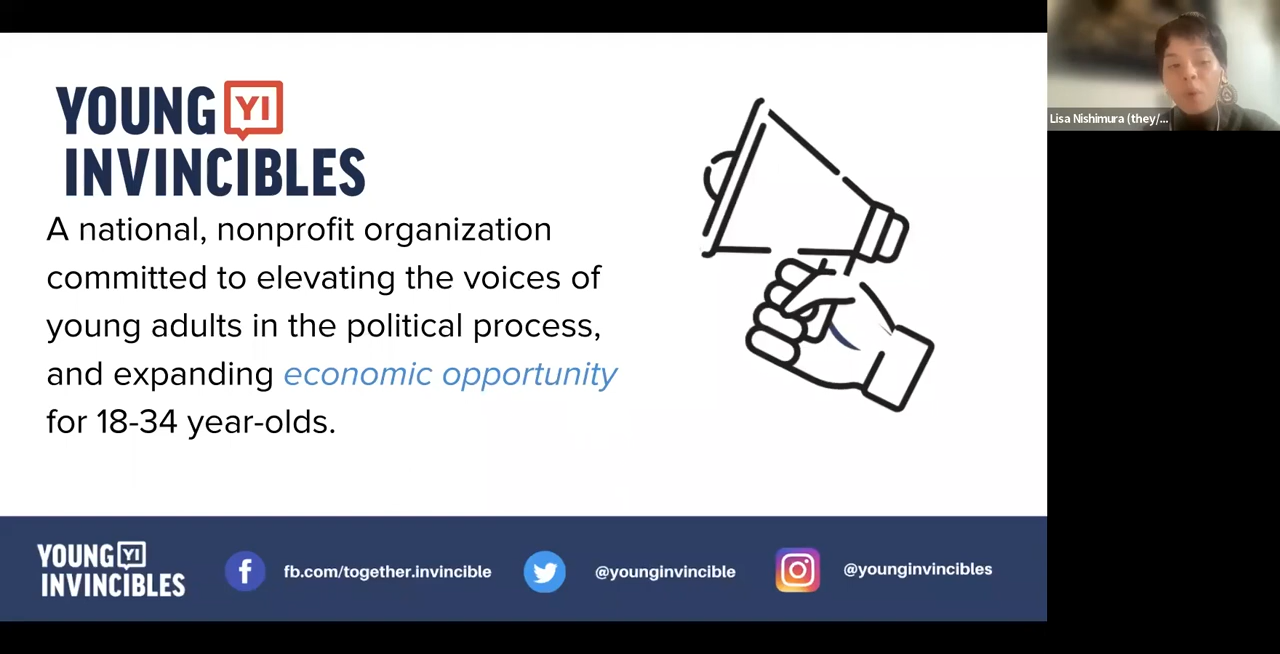 YOUNG YI
INVINCIBLES
A national, nonprofit organization
committed to elevating the voices of
young adults in the political process,
and expanding economic opportunity
for 18-34 year-olds.
Lisa Nishimura (they/...
YOUNG YI
INVINCIBLES
fb.com/together.invincible
@younginvincible
@younginvincibles